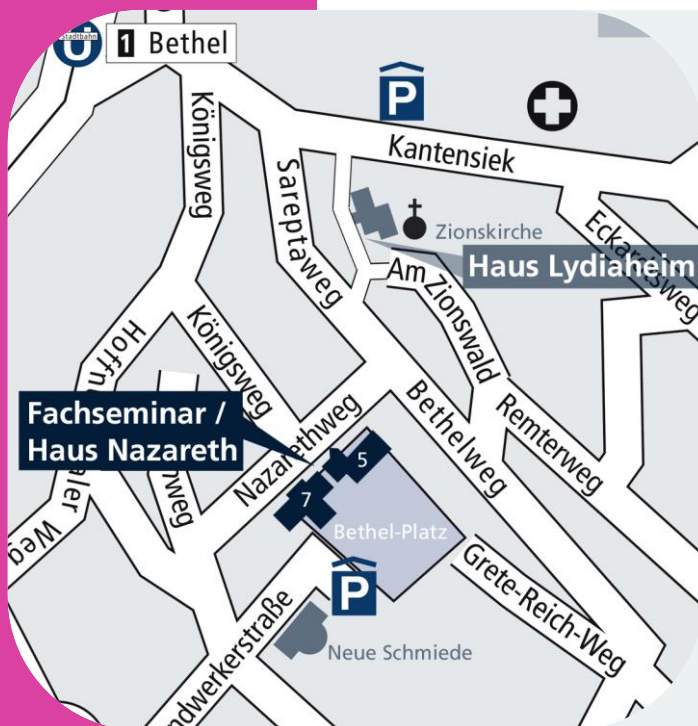 Stadtbahn
Ü
1 Bethel
P
Königsweg
Kantensiek
Sareptaweg
Zionskirche
Haus Lydiaheim
Am Zionswald
Königsweg
Fachseminar /
Haus Nazareth
Nazarethweg
Bethelweg
Remterweg
5
7
Bethel-Platz
P
Grete-Reich-Weg
Neue Schmiede